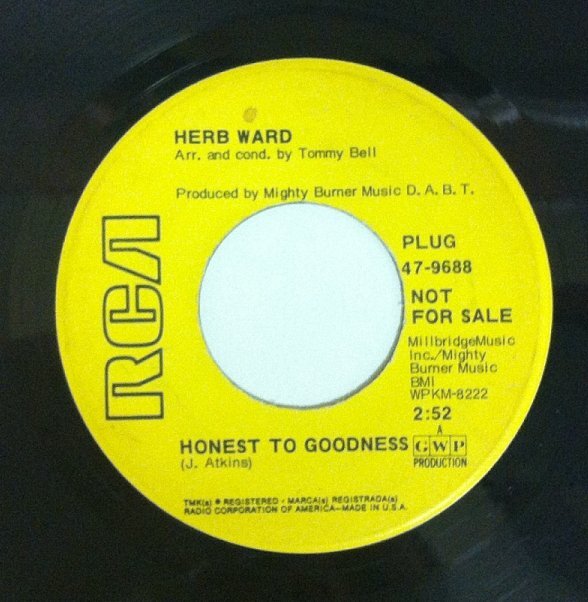 HERB WARD
Arr. and cond. by Tommy Bell
Produced by Mighty Burner Music D. A. B. T.
RCA
PLUG
47-9688
NOT
FOR SALE
MillbridgeMusic
Inc./Mighty
Burner Music
BMI
WPKM-8222
2:52
HONEST TO GOODNESS
(J. Atkins)
A
GWP
PRODUCTION
TMK(s) ● REGISTERED • MARCA(s) REGISTRADA(s)
RADIO CORPORATION OF AMERICA—MADE IN U.S.A.